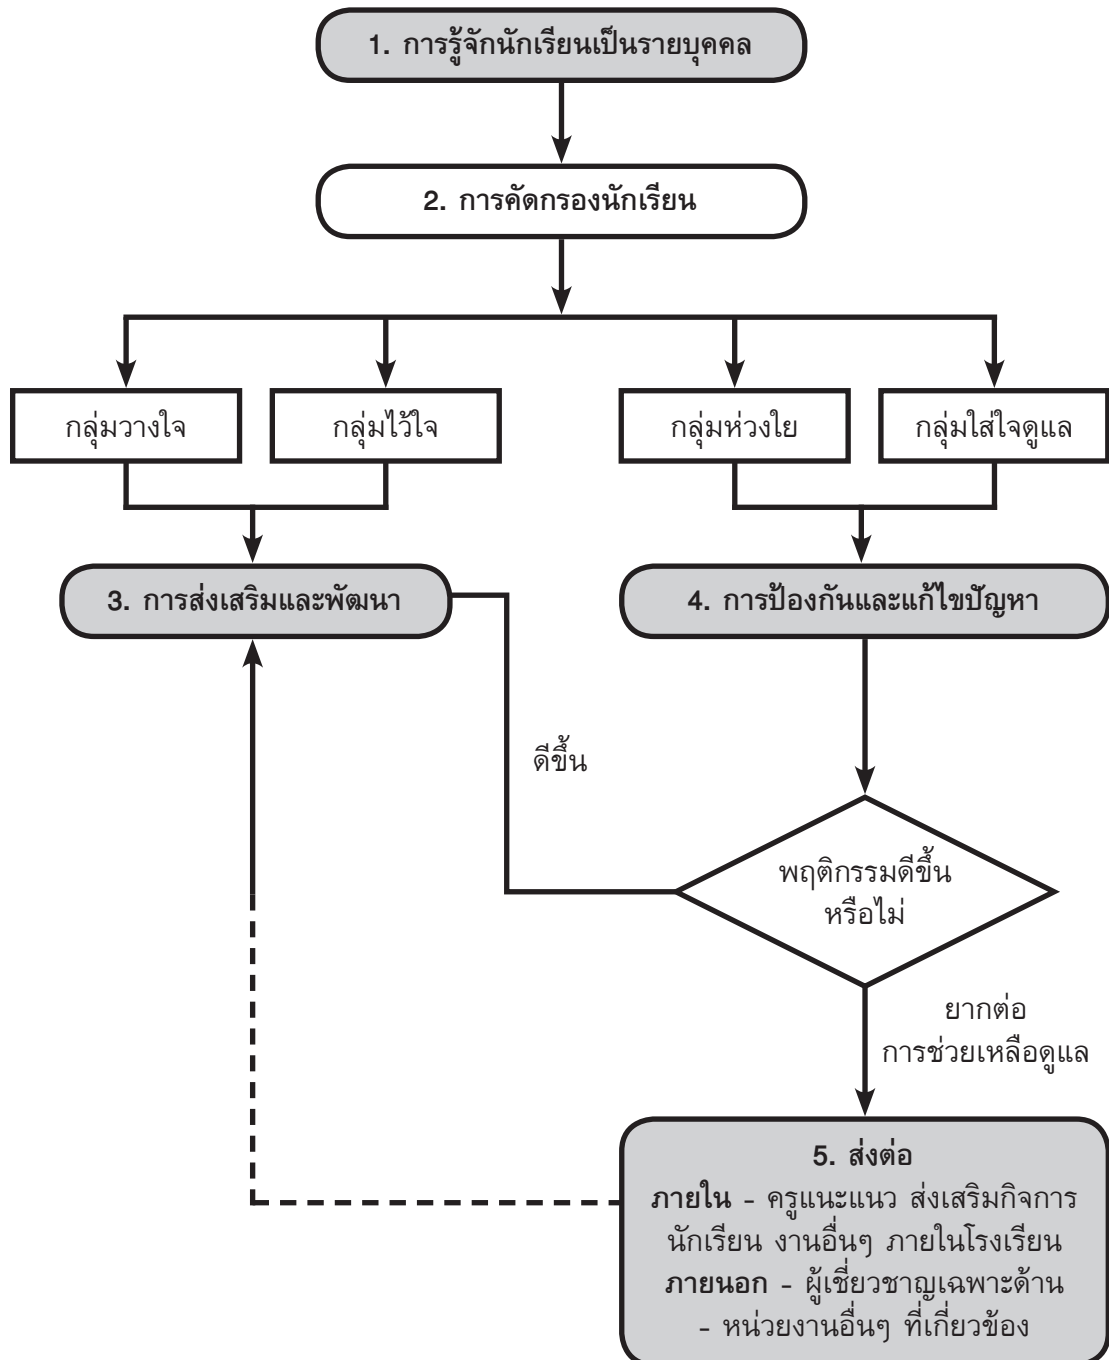 1. การรู้จักนักเรียนเป็นรายบุคคล
2. การคัดกรองนักเรียน
กลุ่มวางใจ
กลุ่มไว้ใจ
กลุ่มห่วงใย
กลุ่มใส่ใจดูแล
3. การส่งเสริมและพัฒนา
4. การป้องกันและแก้ไขปัญหา
ดีขึ้น
พฤติกรรมดีขึ้น
หรือไม่
ยากต่อ
การช่วยเหลือดูแล
5. ส่งต่อ
ภายใน - ครูแนะแนว ส่งเสริมกิจการ
นักเรียน งานอื่นๆ ภายในโรงเรียน
ภายนอก - ผู้เชี่ยวชาญเฉพาะด้าน
- หน่วยงานอื่นๆ ที่เกี่ยวข้อง